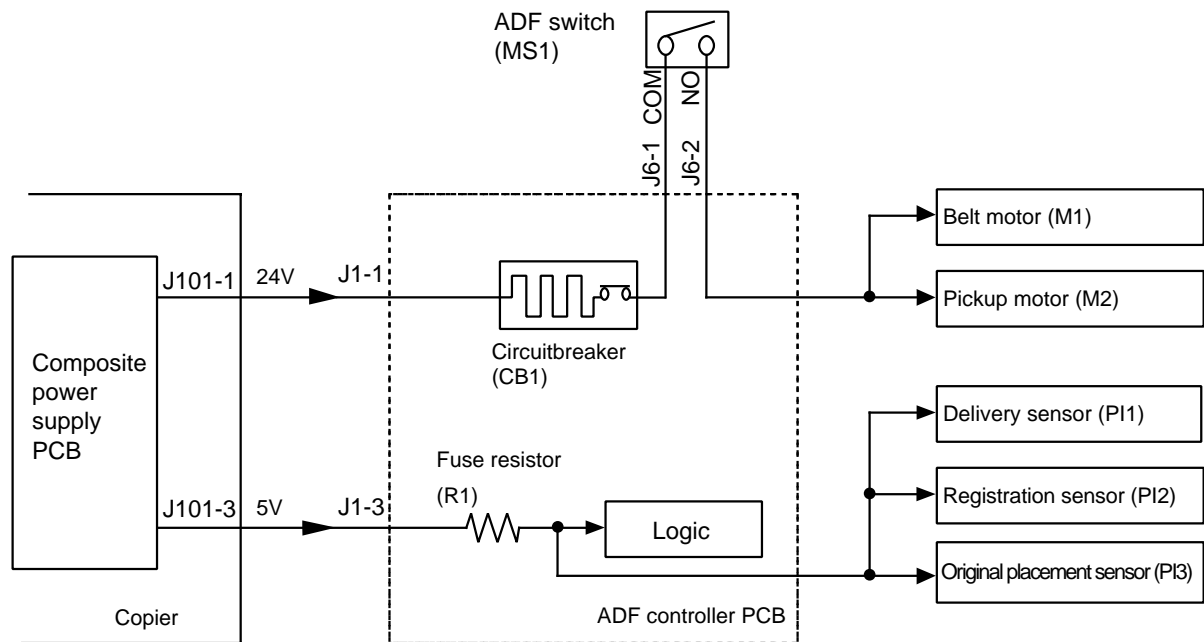 ADF switch
(MS1)
COM
NO
J6-1
J6-2
J101-1
24V
J1-1
Belt motor (M1)
Pickup motor (M2)
Circuitbreaker
(CB1)
Composite
power
supply
PCB
Delivery sensor (PI1)
Fuse resistor
(R1)
J101-3
5V
J1-3
Logic
Registration sensor (PI2)
Original placement sensor (PI3)
Copier
ADF controller PCB